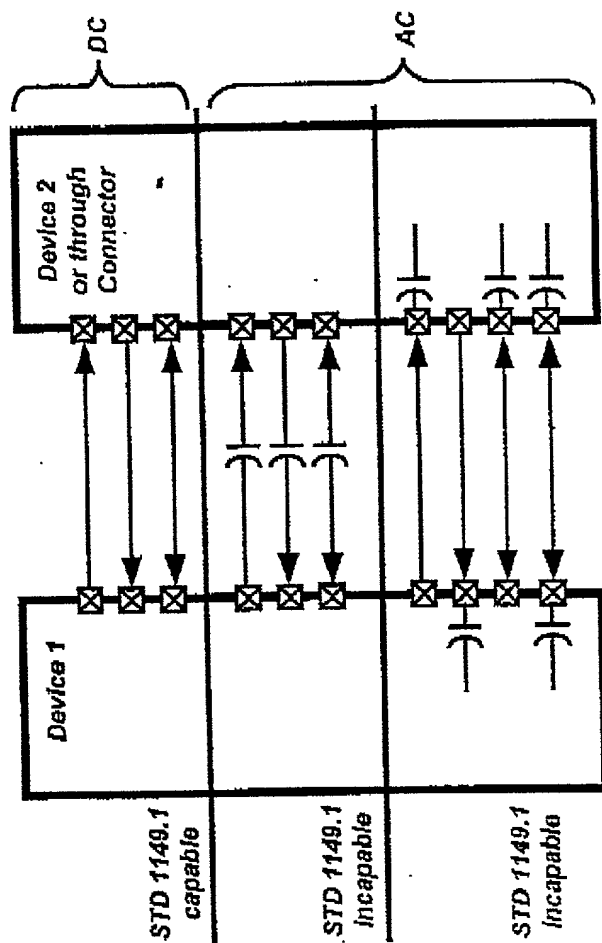 Device 1
Device 2
or through
Connector
DC
AC
STD 1149.1
capable
STD 1149.1
Incapable
STD 1149.1
Incapable